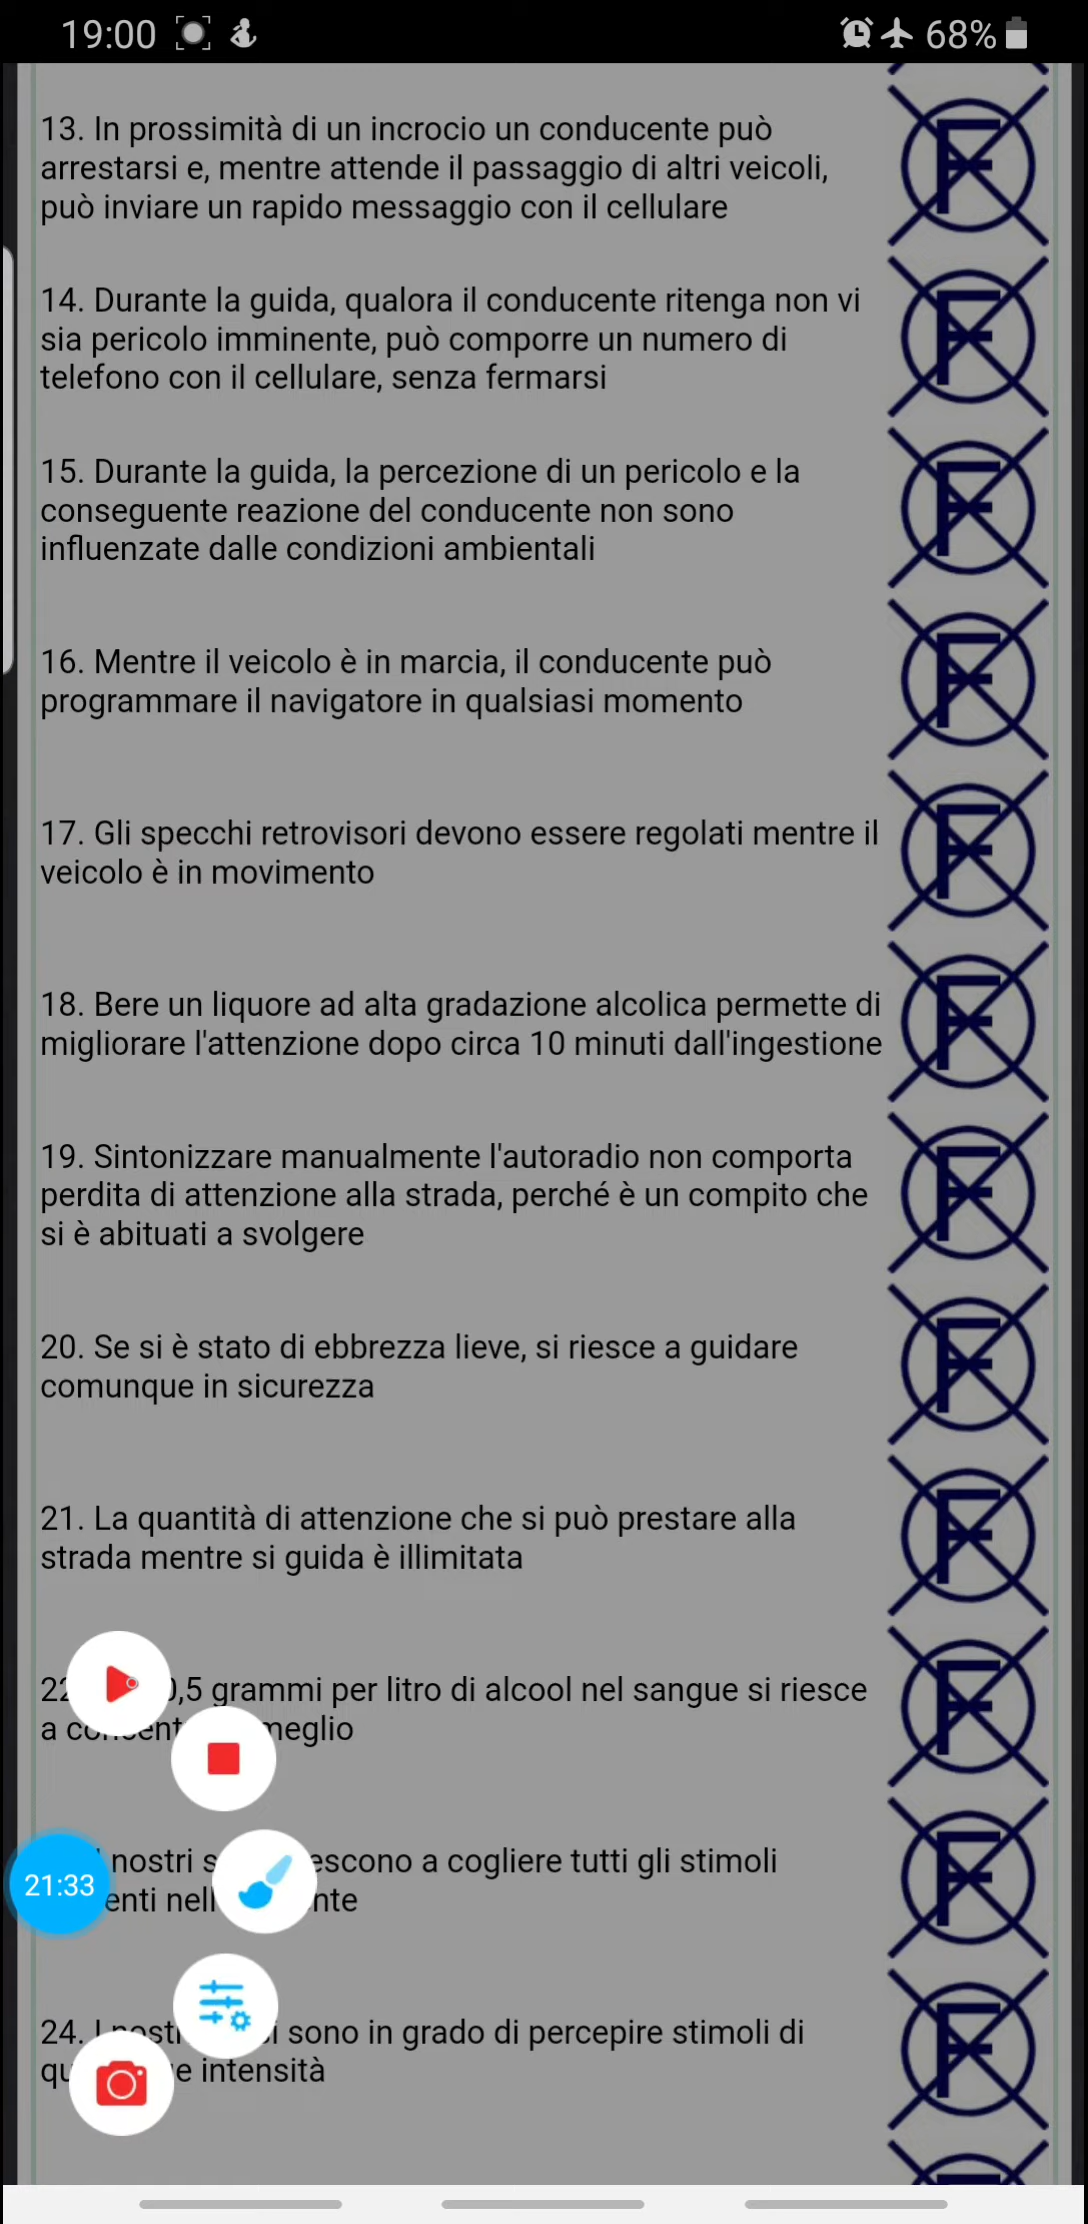 19:00
68%
13. In prossimità di un incrocio un conducente può
arrestarsi e, mentre attende il passaggio di altri veicoli,
può inviare un rapido messaggio con il cellulare
F
14. Durante la guida, qualora il conducente ritenga non vi
sia pericolo imminente, può comporre un numero di
telefono con il cellulare, senza fermarsi
F
15. Durante la guida, la percezione di un pericolo e la
conseguente reazione del conducente non sono
influenzate dalle condizioni ambientali
F
16. Mentre il veicolo è in marcia, il conducente può
programmare il navigatore in qualsiasi momento
F
17. Gli specchi retrovisori devono essere regolati mentre il
veicolo è in movimento
F
18. Bere un liquore ad alta gradazione alcolica permette di
migliorare l'attenzione dopo circa 10 minuti dall'ingestione
F
19. Sintonizzare manualmente l'autoradio non comporta
perdita di attenzione alla strada, perché è un compito che
si è abituati a svolgere
F
20. Se si è stato di ebbrezza lieve, si riesce a guidare
comunque in sicurezza
F
21. La quantità di attenzione che si può prestare alla
strada mentre si guida è illimitata
F
,5 grammi per litro di alcool nel sangue si riesce
a meglio
F
nostri a cogliere tutti gli stimoli
F
21:33
24. I sono in grado di percepire stimoli di
intensità
F